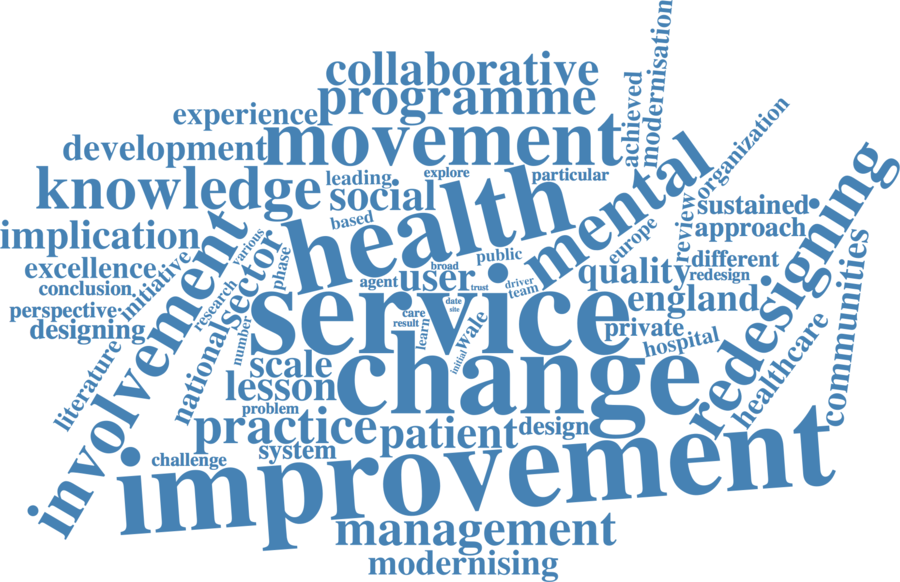 collaborative
programme
experience
movement
development
achieved
modernisation
organization
knowledge
leading
explore
particular
social
health
mental
based
implication
involvement
various
sector
phase
public
europe
review
sustained
approach
redesigning
excellence
conclusion
initiative
agent
user
broad
trust
driver
team
quality
different
redesign
communities
perspective
designing
research
national
number
service
date
site
care
result
learn
initial
wale
england
private
hospital
healthcare
literature
scale
lesson
change
problem
practice
patient
design
system
challenge
improvement
management
modernising